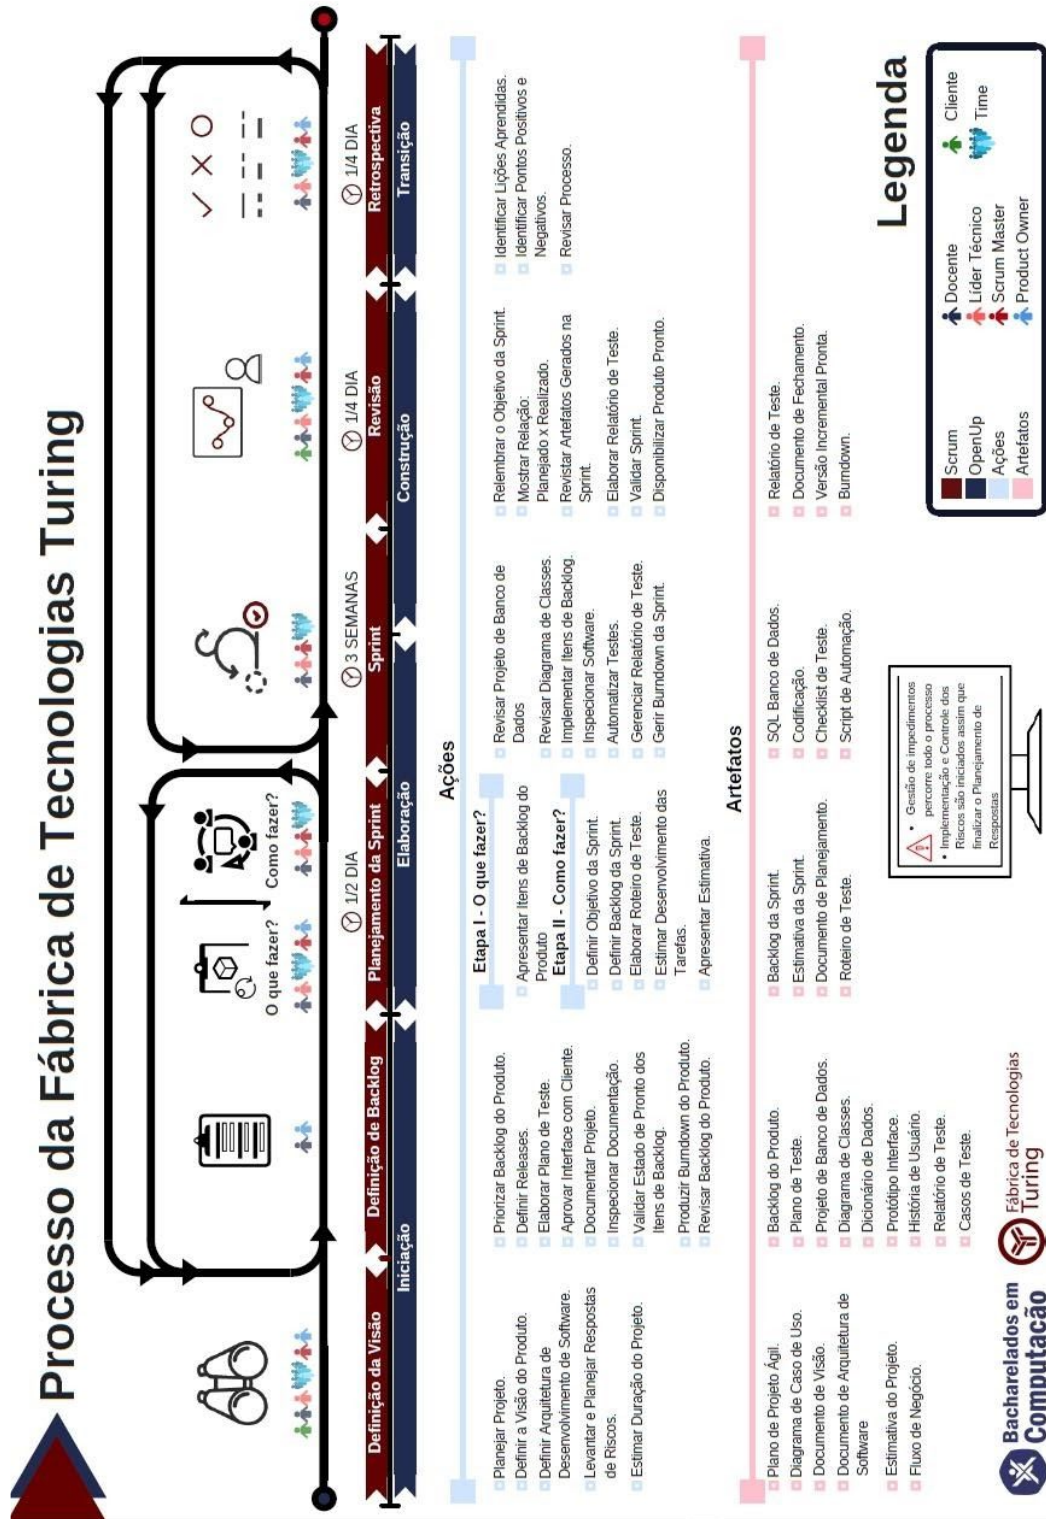 Processo da Fábrica de Tecnologias Turing
O que fazer?
Como fazer?
1/2 DIA
3 SEMANAS
1/4 DIA
1/4 DIA
Definição da Visão
Definição de Backlog
Planejamento da Sprint
Sprint
Revisão
Retrospectiva
Iniciação
Elaboração
Construção
Transição
Ações
Planejar Projeto.
Definir a Visão do Produto.
Definir Arquitetura de
Desenvolvimento de Software.
Levantar e Planejar Respostas
de Riscos.
Estimar Duração do Projeto.
Priorizar Backlog do Produto.
Definir Releases.
Elaborar Plano de Teste.
Aprovar Interface com Cliente.
Documentar Projeto.
Inspecionar Documentação.
Validar Estado de Pronto dos
Itens de Backlog.
Produzir Burndown do Produto.
Revisar Backlog do Produto.
Etapa I - O que fazer?
Apresentar Itens de Backlog do
Produto
Etapa II - Como fazer?
Definir Objetivo da Sprint.
Definir Backlog da Sprint.
Elaborar Roteiro de Teste.
Estimar Desenvolvimento das
Tarefas.
Apresentar Estimativa.
Revisar Projeto de Banco de
Dados
Revisar Diagrama de Classes.
Implementar Itens de Backlog.
Inspecionar Software.
Automatizar Testes.
Gerenciar Relatório de Teste.
Gerir Burndown da Sprint.
Relembrar o Objetivo da Sprint.
Mostrar Relação:
Planejado x Realizado.
Revistar Artefatos Gerados na
Sprint.
Elaborar Relatório de Teste.
Validar Sprint.
Disponibilizar Produto Pronto.
Identificar Lições Aprendidas.
Identificar Pontos Positivos e
Negativos.
Revisar Processo.
Artefatos
Plano de Projeto Ágil.
Diagrama de Caso de Uso.
Documento de Visão.
Documento de Arquitetura de
Software
Estimativa do Projeto.
Fluxo de Negócio.
Backlog do Produto.
Plano de Teste.
Projeto de Banco de Dados.
Diagrama de Classes.
Dicionário de Dados.
Protótipo Interface.
História de Usuário.
Relatório de Teste.
Casos de Teste.
Backlog da Sprint.
Estimativa da Sprint.
Documento de Planejamento.
Roteiro de Teste.
SQL Banco de Dados.
Codificação.
Checklist de Teste.
Script de Automação.
Relatório de Teste.
Documento de Fechamento.
Versão Incremental Pronta.
Burndown.
Bacharelados em
Computação
Fábrica de Tecnologias
Turing
Gestão de impedimentos
percorre todo o processo
Implementação e Controle dos
Riscos são iniciados assim que
finalizar o Planejamento de
Respostas
Legenda
Scrum
OpenUp
Ações
Artefatos
Docente
Líder Técnico
Scrum Master
Product Owner
Cliente
Time